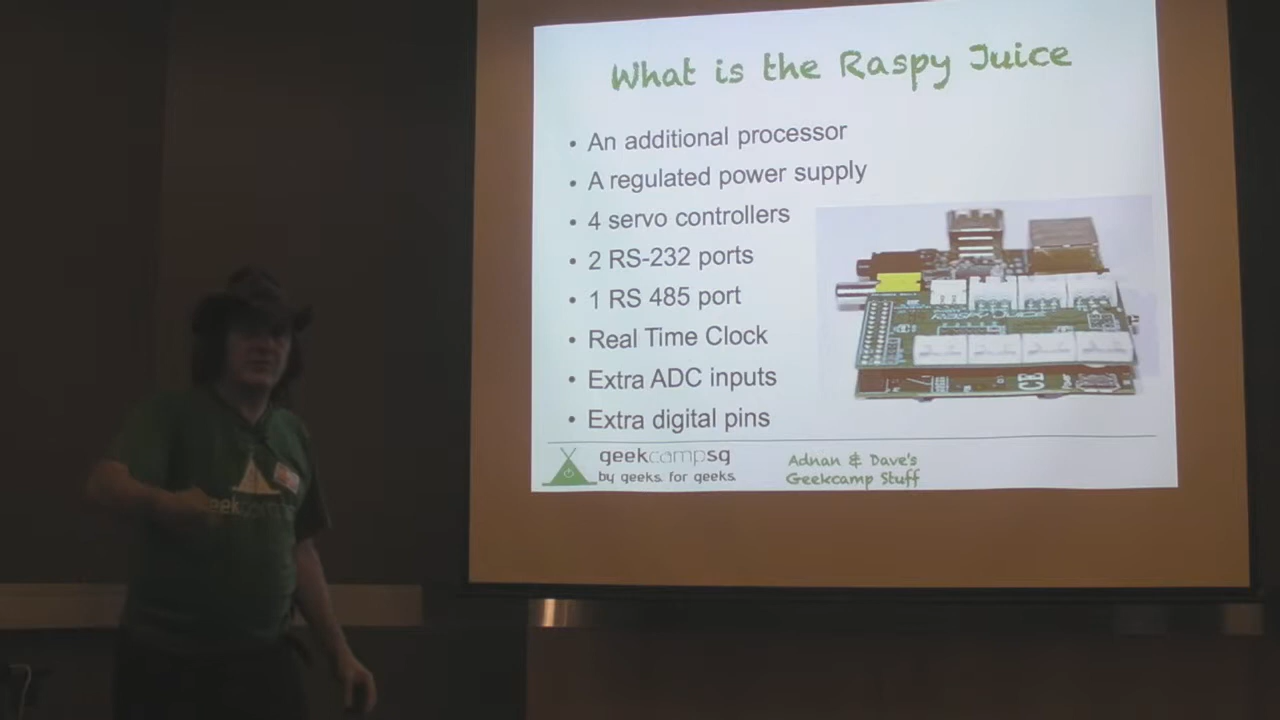 What is the Raspy Juice
• An additional processor
• A regulated power supply
• 4 servo controllers
• 2 RS-232 ports
• 1 RS 485 port
• Real Time Clock
• Extra ADC inputs
• Extra digital pins
geekcampsg
by geeks. for geeks.
Adnan & Dave's
Geekcamp Stuff
CE